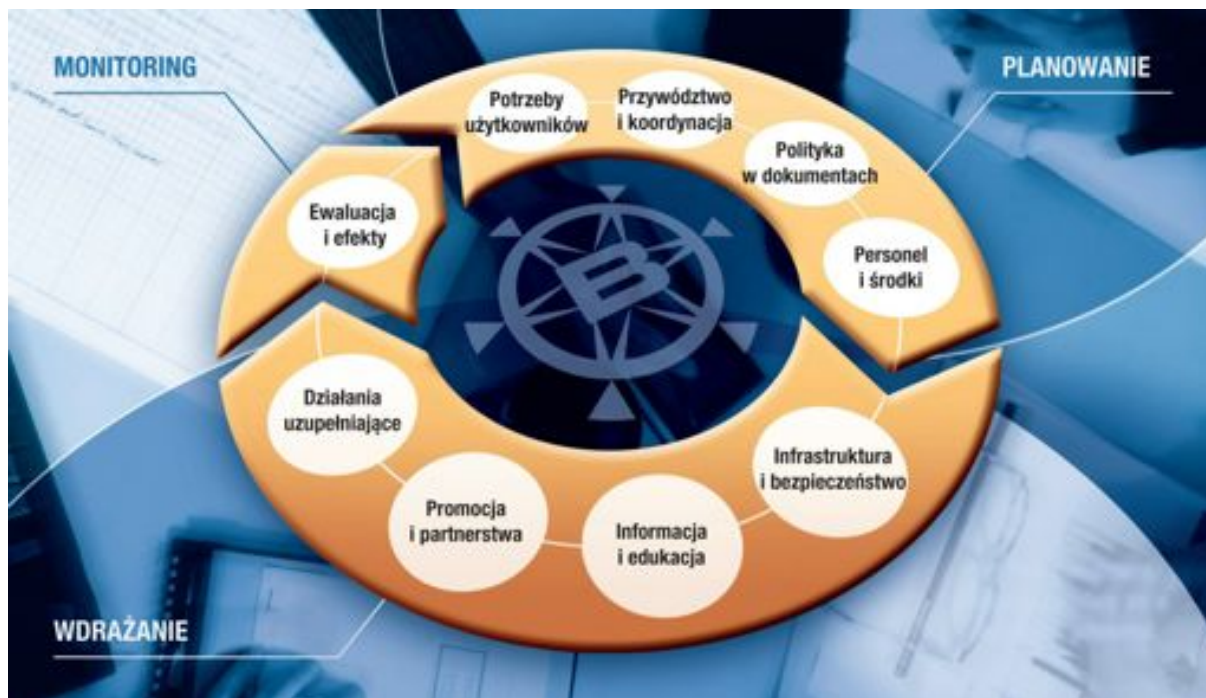 MONITORING
PLANOWANIE
Potrzeby
użytkowników
Przywództwo
i koordynacja
Polityka
w dokumentach
Personel
i środki
Infrastruktura
i bezpieczeństwo
Informacja
i edukacja
Promocja
i partnerstwa
Działania
uzupełniające
Ewaluacja
i efekty
B
WDRAŻANIE